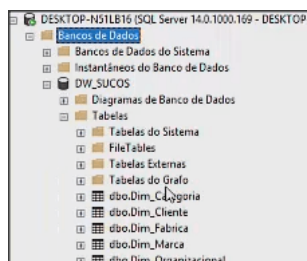 DESKTOP-N51LB16 (SQL Server 14.0.1000.169 - DESKTOP
Bancos de Dados
Bancos de Dados do Sistema
Instantâneos do Banco de Dados
DW_SUCOS
Diagramas de Banco de Dados
Tabelas
Tabelas do Sistema
FileTables
Tabelas Externas
Tabelas do Grafo
dbo.Dim_Categoria
dbo.Dim_Cliente
dbo.Dim_Fabrica
dbo.Dim_Marca
dbo.Dim_Organizacional